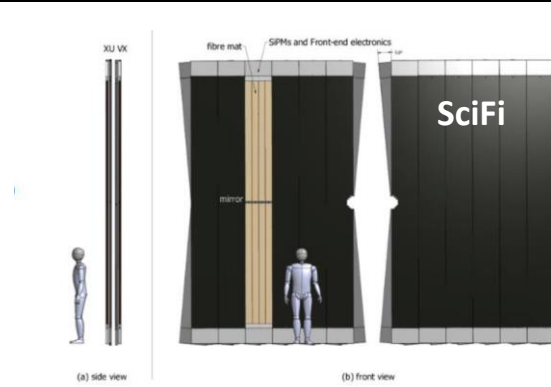 XU VX
fibre mat
SiPMs and Front-end electronics
SciFi
mirror
(a) side view
(b) front view